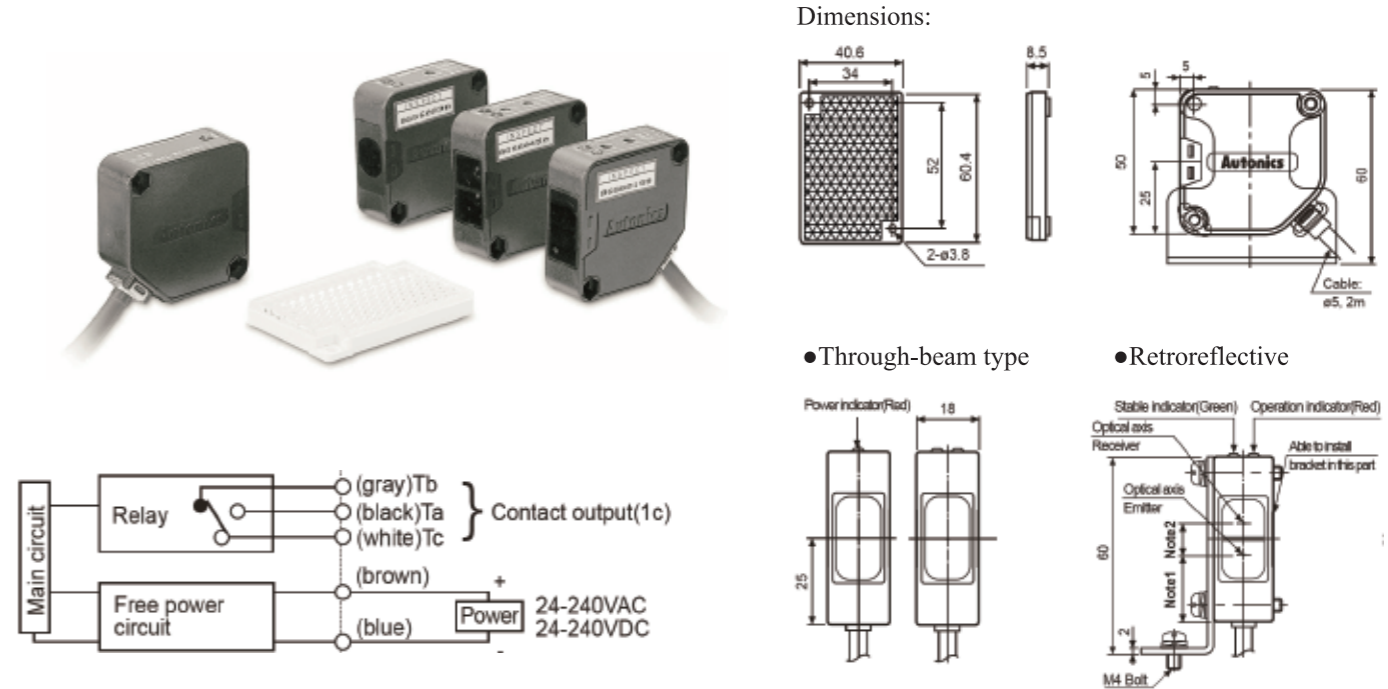 Dimensions:
40.6
34
8.5
52
60.4
2-ø3.8
5
5
50
25
60
Autonics
Cable:
ø5, 2m
Autonics
Autonics
●Through-beam type
●Retroreflective
Power indicator(Red)
18
25
Stable indicator(Green)
Operation indicator(Red)
Optical axis
Receiver
Able to install
bracket in this part
Optical axis
Emitter
Note2
Note1
60
2
M4 Bolt
Main circuit
Relay
(gray)Tb
(black)Ta
(white)Tc
Contact output(1c)
(brown)
Free power
circuit
(blue)
+
Power
-
24-240VAC
24-240VDC